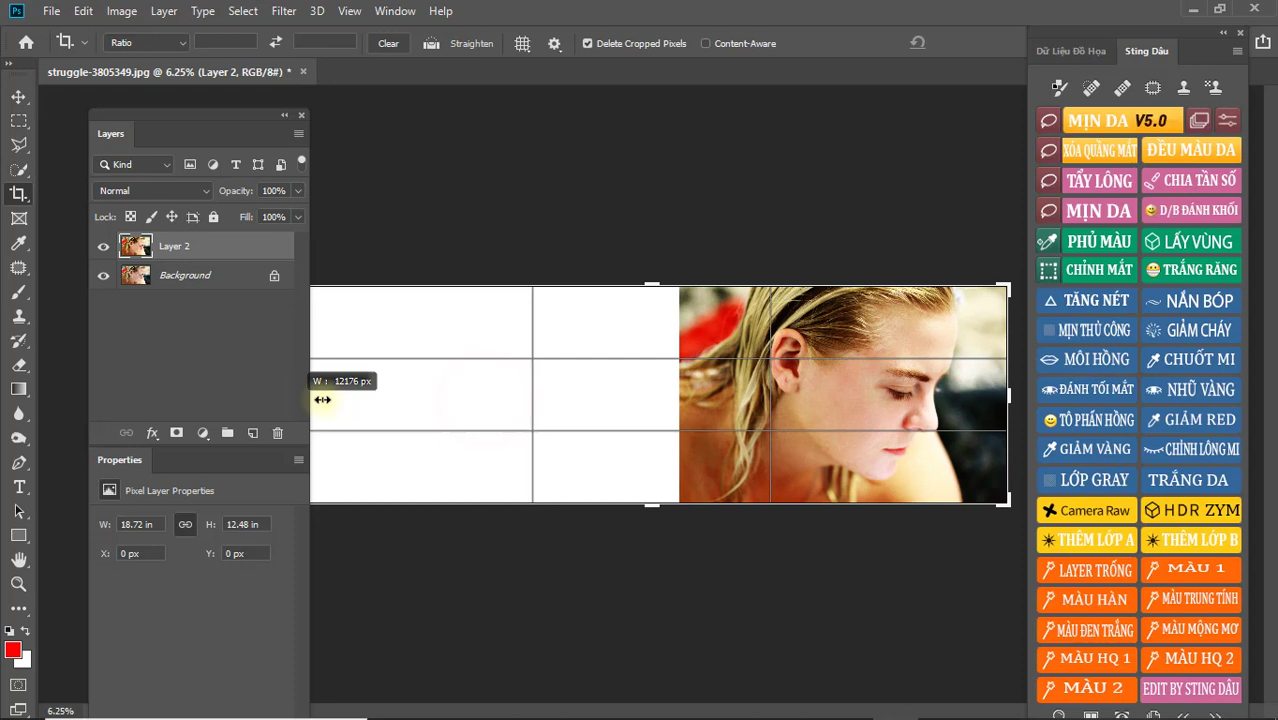 Ps File Edit Image Layer Type Select Filter 3D View Window Help
Ratio Clear Straighten Delete Cropped Pixels Content-Aware
struggle-3805349.jpg @ 6.25% (Layer 2, RGB/8#) *
Layers
Kind
Normal Opacity: 100%
Lock: Fill: 100%
Layer 2
Background
W : 12176 px
fx
Properties
Pixel Layer Properties
W: 18.72 in H: 12.48 in
X: 0 px Y: 0 px
6.25%
Dữ Liệu Đồ Họa Sting Dâu
MỊN DA V5.0
XÓA QUẦNG MẮT ĐỀU MÀU DA
TẨY LÔNG CHIA TẦN SỐ
MỊN DA D/B ĐÁNH KHỐI
PHỦ MÀU LẤY VÙNG
CHỈNH MẮT TRẮNG RĂNG
TĂNG NÉT NẮN BÓP
MỊN THỦ CÔNG GIẢM CHÁY
MÔI HỒNG CHUỐT MI
ĐÁNH TỐI MẮT NHŨ VÀNG
TÔ PHẤN HỒNG GIẢM RED
GIẢM VÀNG CHỈNH LÔNG MI
LỚP GRAY TRẮNG DA
Camera Raw HDR ZYM
THÊM LỚP A THÊM LỚP B
LAYER TRỐNG MÀU 1
MÀU HÀN MÀU TRUNG TÍNH
MÀU ĐEN TRẮNG MÀU MỘNG MƠ
MÀU HQ 1 MÀU HQ 2
MÀU 2 EDIT BY STING DÂU